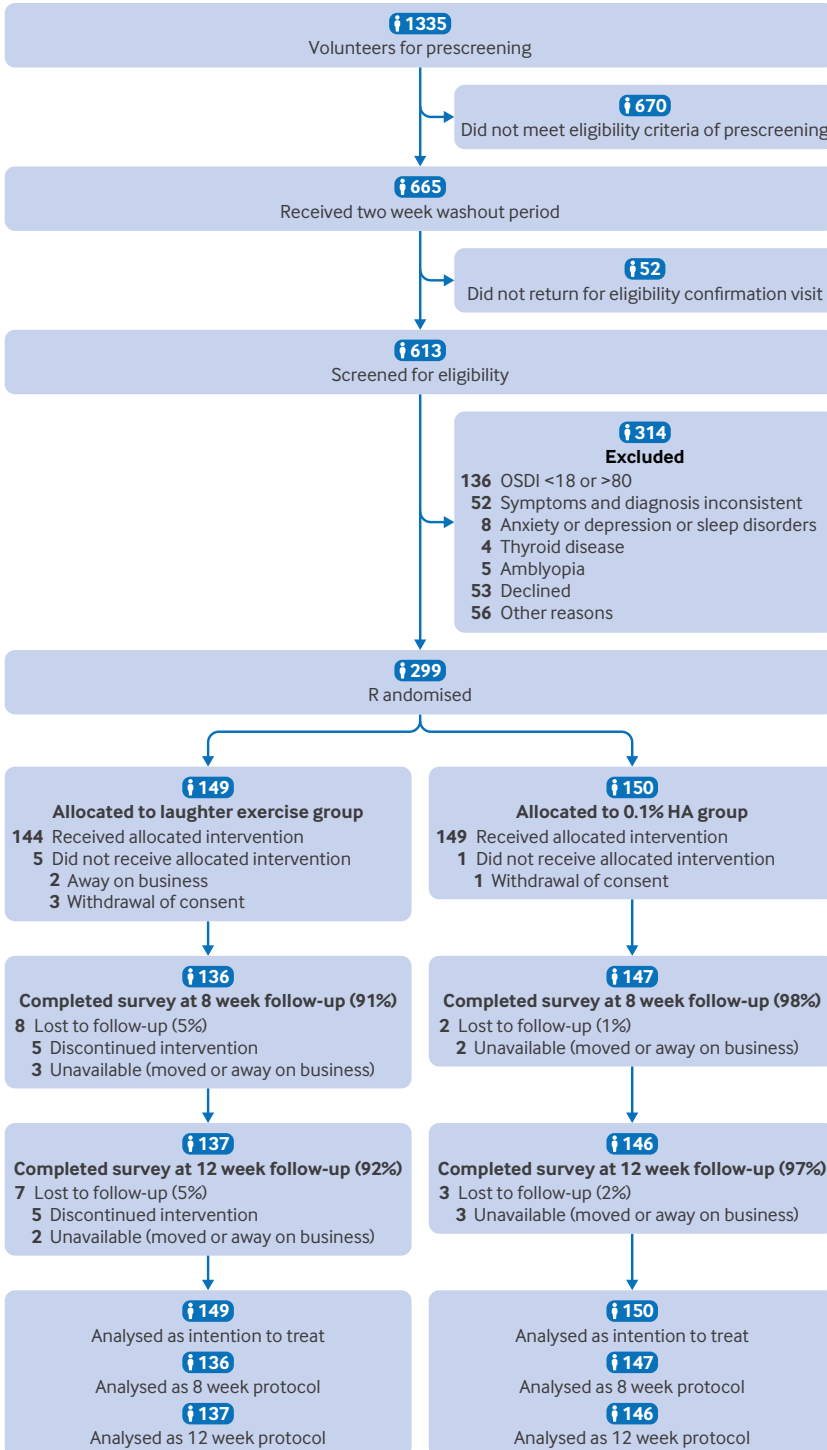 1335
Volunteers for prescreening
670
Did not meet eligibility criteria of prescreening
665
Received two week washout period
52
Did not return for eligibility confirmation visit
613
Screened for eligibility
314
Excluded
136 OSDI <18 or >80
52 Symptoms and diagnosis inconsistent
8 Anxiety or depression or sleep disorders
4 Thyroid disease
5 Amblyopia
53 Declined
56 Other reasons
299
R andomised
149
Allocated to laughter exercise group
144 Received allocated intervention
5 Did not receive allocated intervention
2 Away on business
3 Withdrawal of consent
150
Allocated to 0.1% HA group
149 Received allocated intervention
1 Did not receive allocated intervention
1 Withdrawal of consent
136
Completed survey at 8 week follow-up (91%)
8 Lost to follow-up (5%)
5 Discontinued intervention
3 Unavailable (moved or away on business)
147
Completed survey at 8 week follow-up (98%)
2 Lost to follow-up (1%)
2 Unavailable (moved or away on business)
137
Completed survey at 12 week follow-up (92%)
7 Lost to follow-up (5%)
5 Discontinued intervention
2 Unavailable (moved or away on business)
146
Completed survey at 12 week follow-up (97%)
3 Lost to follow-up (2%)
3 Unavailable (moved or away on business)
149
Analysed as intention to treat
136
Analysed as 8 week protocol
137
Analysed as 12 week protocol
150
Analysed as intention to treat
147
Analysed as 8 week protocol
146
Analysed as 12 week protocol